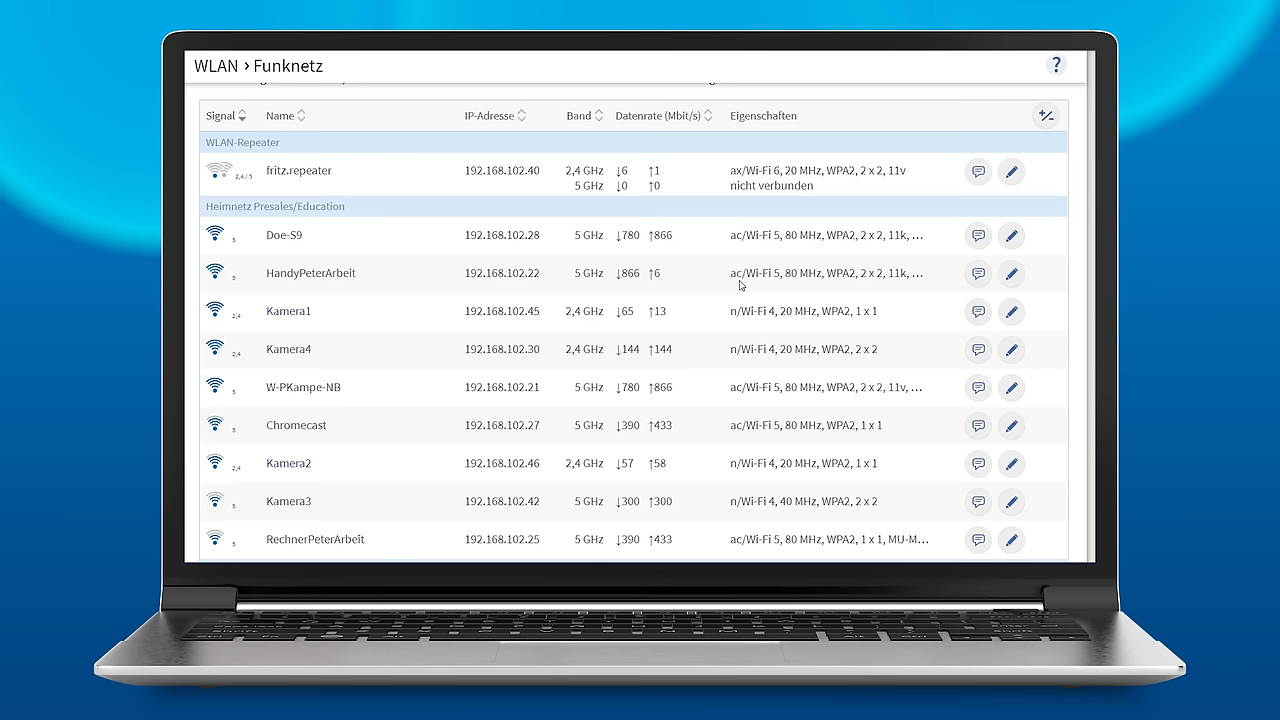 WLAN › Funknetz ?
Signal Name IP-Adresse Band Datenrate (Mbit/s) Eigenschaften +⁄-
WLAN-Repeater
2,4 / 5 fritz.repeater 192.168.102.40 2,4 GHz ↓6 ↑1 ax/Wi-Fi 6, 20 MHz, WPA2, 2 x 2, 11v
5 GHz ↓0 ↑0 nicht verbunden
Heimnetz Presales/Education
5 Doe-S9 192.168.102.28 5 GHz ↓780 ↑866 ac/Wi-Fi 5, 80 MHz, WPA2, 2 x 2, 11k, …
5 HandyPeterArbeit 192.168.102.22 5 GHz ↓866 ↑6 ac/Wi-Fi 5, 80 MHz, WPA2, 2 x 2, 11k, …
2,4 Kamera1 192.168.102.45 2,4 GHz ↓65 ↑13 n/Wi-Fi 4, 20 MHz, WPA2, 1 x 1
2,4 Kamera4 192.168.102.30 2,4 GHz ↓144 ↑144 n/Wi-Fi 4, 20 MHz, WPA2, 2 x 2
5 W-PKampe-NB 192.168.102.21 5 GHz ↓780 ↑866 ac/Wi-Fi 5, 80 MHz, WPA2, 2 x 2, 11v, …
5 Chromecast 192.168.102.27 5 GHz ↓390 ↑433 ac/Wi-Fi 5, 80 MHz, WPA2, 1 x 1
2,4 Kamera2 192.168.102.46 2,4 GHz ↓57 ↑58 n/Wi-Fi 4, 20 MHz, WPA2, 1 x 1
5 Kamera3 192.168.102.42 5 GHz ↓300 ↑300 n/Wi-Fi 4, 40 MHz, WPA2, 2 x 2
5 RechnerPeterArbeit 192.168.102.25 5 GHz ↓390 ↑433 ac/Wi-Fi 5, 80 MHz, WPA2, 1 x 1, MU-M…